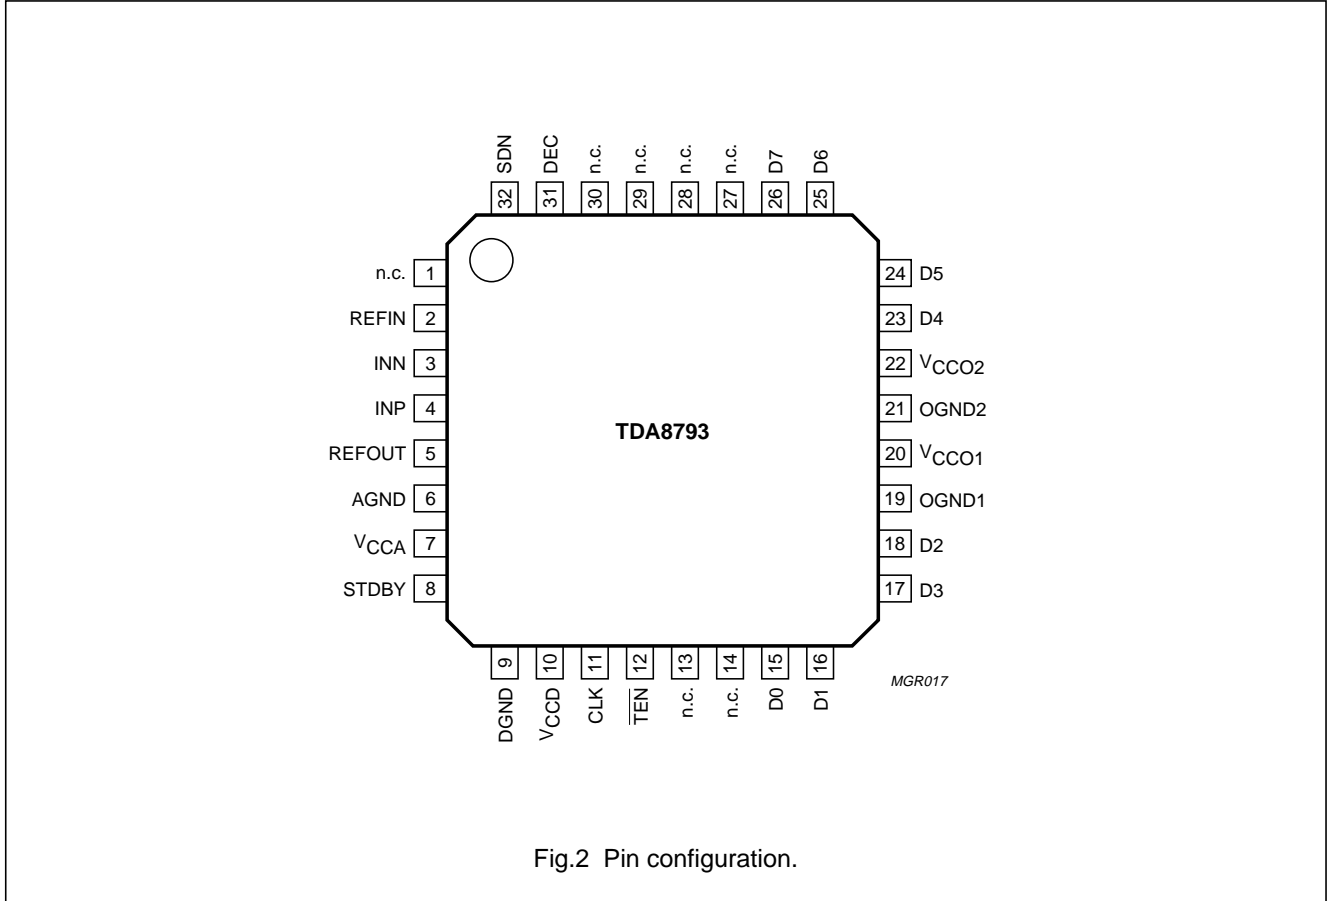 SDN DEC n.c. n.c. n.c. n.c. D7 D6
32 31 30 29 28 27 26 25
n.c. 1 24 D5
REFIN 2 23 D4
INN 3 22 VCCO2
INP 4 21 OGND2
TDA8793
REFOUT 5 20 VCCO1
AGND 6 19 OGND1
VCCA 7 18 D2
STDBY 8 17 D3
9 10 11 12 13 14 15 16
DGND VCCD CLK T̅E̅N̅ n.c. n.c. D0 D1
MGR017
Fig.2 Pin configuration.